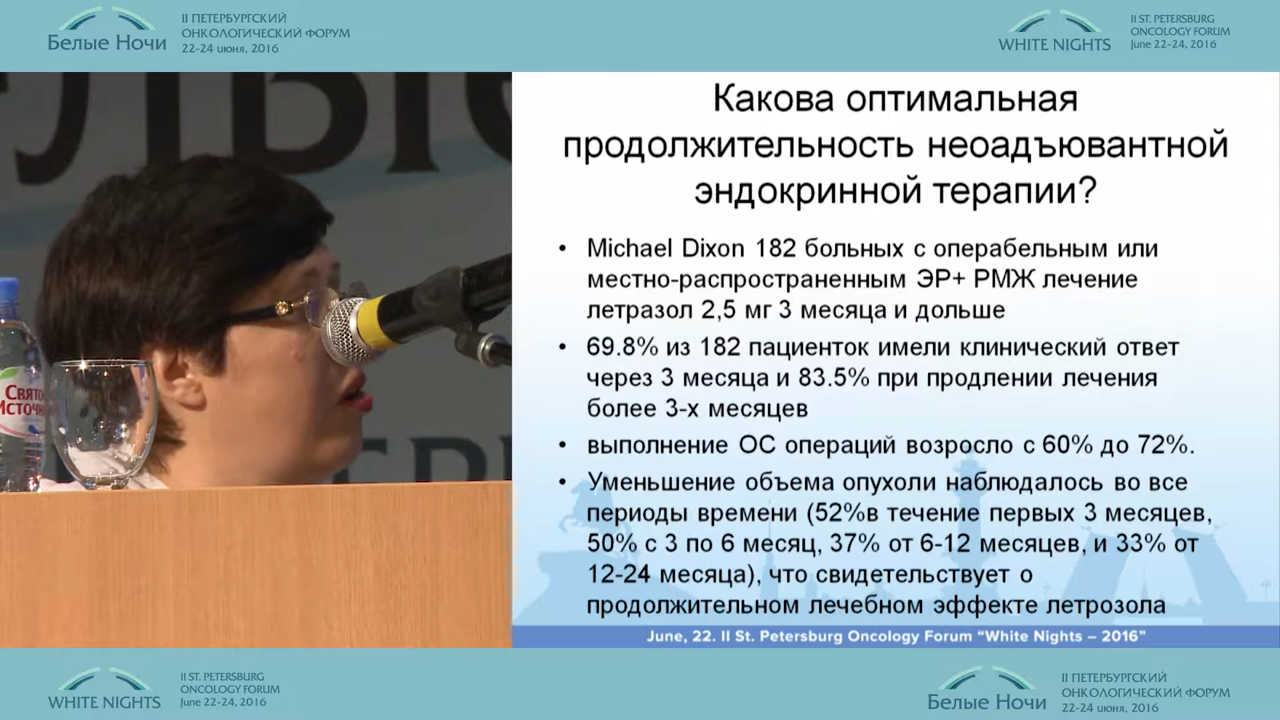 II ПЕТЕРБУРГСКИЙ
ОНКОЛОГИЧЕСКИЙ ФОРУМ
Белые Ночи
22-24 июня, 2016
II ST. PETERSBURG
ONCOLOGY FORUM
WHITE NIGHTS
June 22-24, 2016
Какова оптимальная
продолжительность неоадъювантной
эндокринной терапии?
• Michael Dixon 182 больных с операбельным или
местно-распространенным ЭР+ РМЖ лечение
летразол 2,5 мг 3 месяца и дольше
• 69.8% из 182 пациенток имели клинический ответ
через 3 месяца и 83.5% при продлении лечения
более 3-х месяцев
• выполнение ОС операций возросло с 60% до 72%.
• Уменьшение объема опухоли наблюдалось во все
периоды времени (52%в течение первых 3 месяцев,
50% с 3 по 6 месяц, 37% от 6-12 месяцев, и 33% от
12-24 месяца), что свидетельствует о
продолжительном лечебном эффекте летрозола
June, 22. II St. Petersburg Oncology Forum “White Nights – 2016”
II ST. PETERSBURG
ONCOLOGY FORUM
WHITE NIGHTS
June 22-24, 2016
II ПЕТЕРБУРГСКИЙ
ОНКОЛОГИЧЕСКИЙ ФОРУМ
Белые Ночи
22-24 июня, 2016